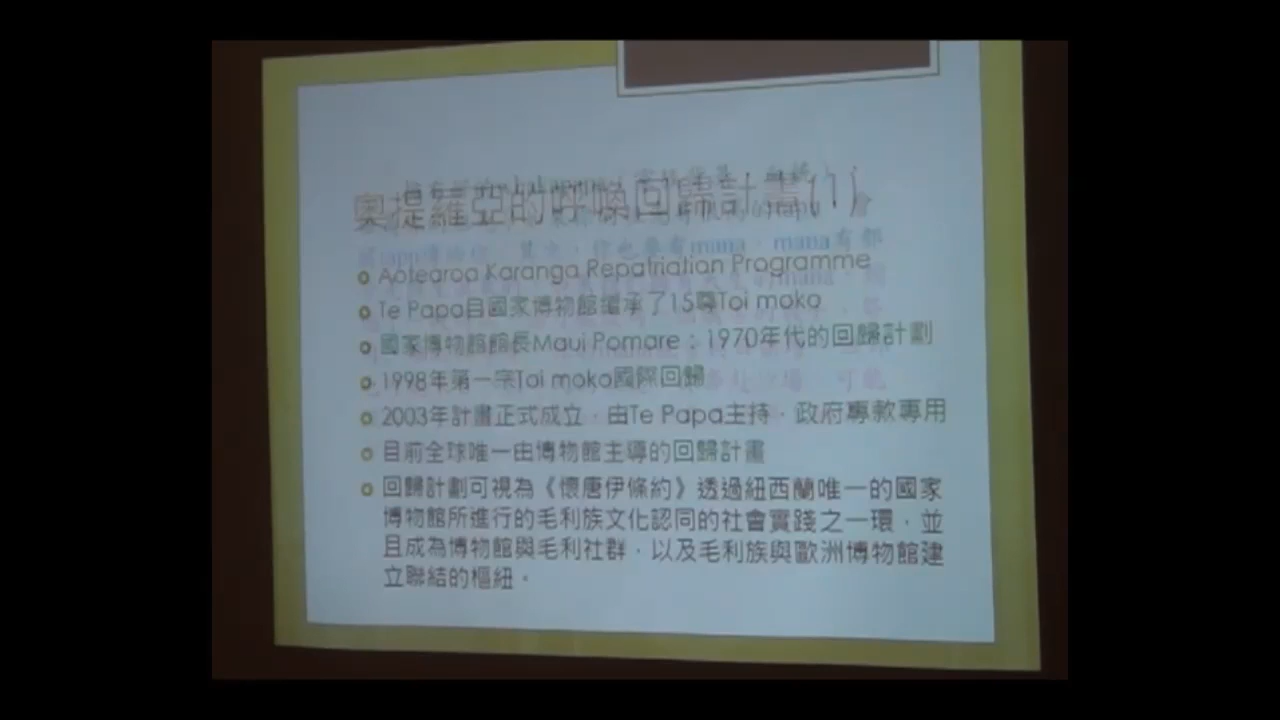 奧提羅亞的呼喚回歸計畫(1)
Aotearoa Karanga Repatriation Programme
Te Papa自國家博物館繼承了15尊Toi moko
國家博物館館長Maui Pomare：1970年代的回歸計劃
1998年第一宗Toi moko國際回歸
2003年計畫正式成立，由Te Papa主持，政府專款專用
目前全球唯一由博物館主導的回歸計畫
回歸計劃可視為《懷唐伊條約》透過紐西蘭唯一的國家
博物館所進行的毛利族文化認同的社會實踐之一環，並
且成為博物館與毛利社群，以及毛利族與歐洲博物館建
立聯結的樞紐。